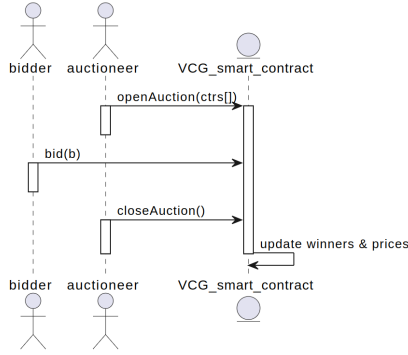 bidder auctioneer VCG_smart_contract
openAuction(ctrs[])
bid(b)
closeAuction()
update winners & prices
bidder auctioneer VCG_smart_contract